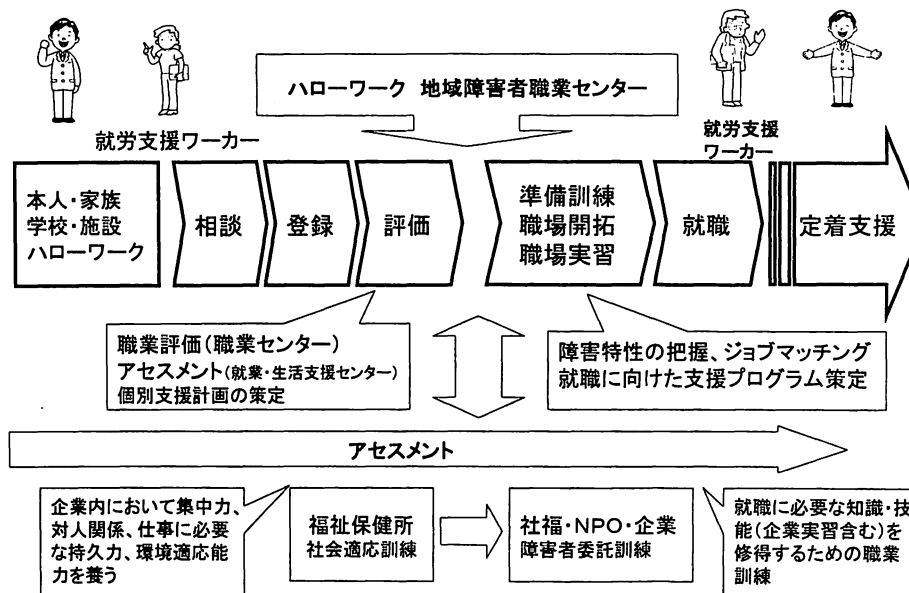 ハローワーク 地域障害者職業センター
就労支援ワーカー
就労支援
ワーカー
本人・家族
学校・施設
ハローワーク
相談
登録
評価
準備訓練
職場開拓
職場実習
就職
定着支援
職業評価(職業センター)
アセスメント(就業・生活支援センター)
個別支援計画の策定
障害特性の把握、ジョブマッチング
就職に向けた支援プログラム策定
アセスメント
企業内において集中力、
対人関係、仕事に必要
な持久力、環境適応能
力を養う
福祉保健所
社会適応訓練
社福・NPO・企業
障害者委託訓練
就職に必要な知識・技
能(企業実習含む)を
修得するための職業
訓練